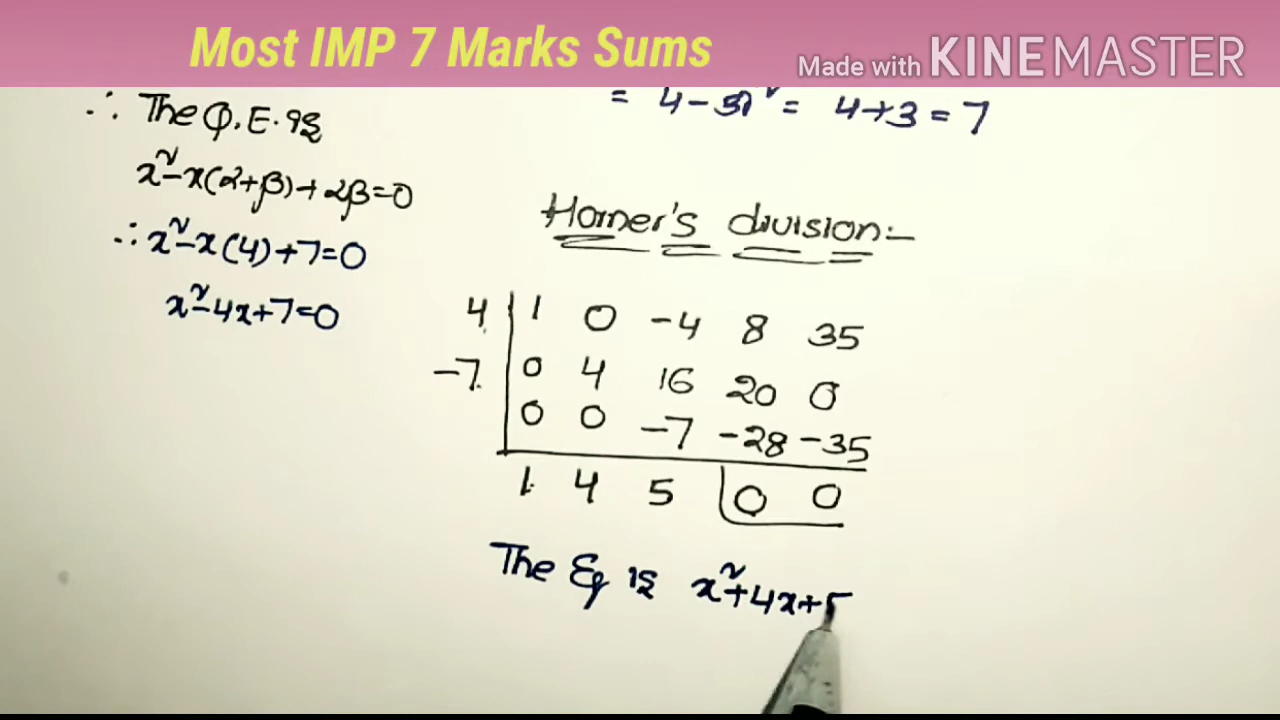 Most IMP 7 Marks Sums
Made with KINEMASTER
= 4 - 3i² = 4+3 = 7
∴ The Q.E. is
x² - x(α+β) + αβ = 0
∴ x² - x(4) + 7 = 0
x² - 4x + 7 = 0
Horner's division :-
4 | 1 0 -4 8 35
-7 | 0 4 16 20 0
0 0 -7 -28 -35
1 4 5 0 0
The Eq is x² + 4x + 5